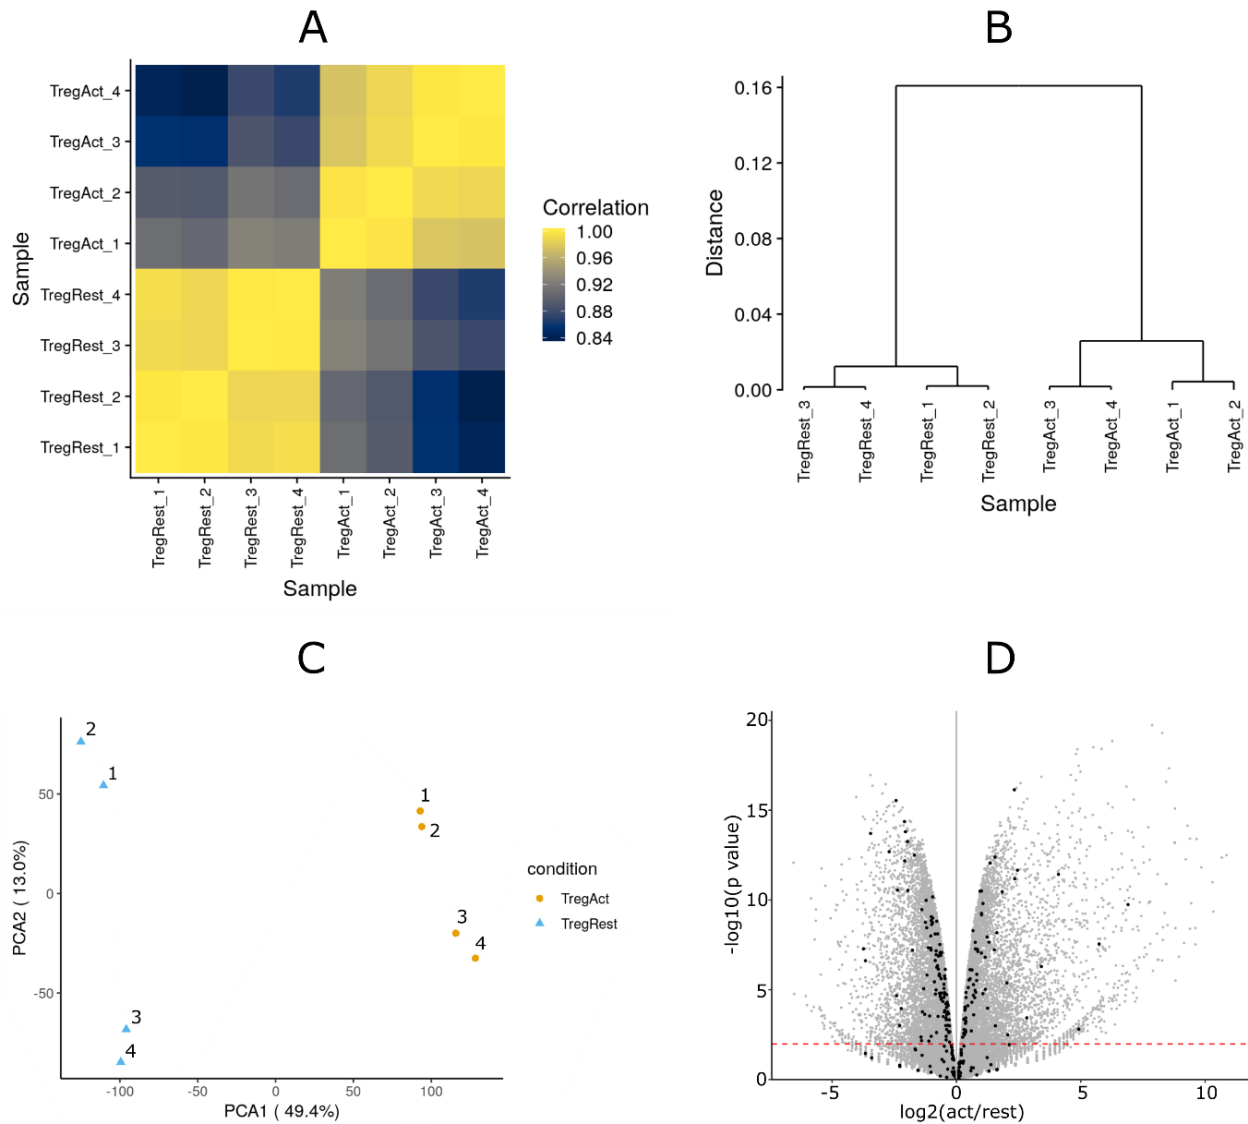 A
TregAct_4
TregAct_3
TregAct_2
TregAct_1
TregRest_4
TregRest_3
TregRest_2
TregRest_1
Sample
TregRest_1
TregRest_2
TregRest_3
TregRest_4
TregAct_1
TregAct_2
TregAct_3
TregAct_4
Sample
Correlation
1.00
0.96
0.92
0.88
0.84
B
0.16
0.12
0.08
0.04
0.00
Distance
TregRest_3
TregRest_4
TregRest_1
TregRest_2
TregAct_3
TregAct_4
TregAct_1
TregAct_2
Sample
C
2
1
1
2
3
4
3
4
50
0
-50
PCA2 ( 13.0%)
-100
-50
0
50
100
PCA1 ( 49.4%)
condition
TregAct
TregRest
D
20
15
10
5
0
-log10(p value)
-5
0
5
10
log2(act/rest)